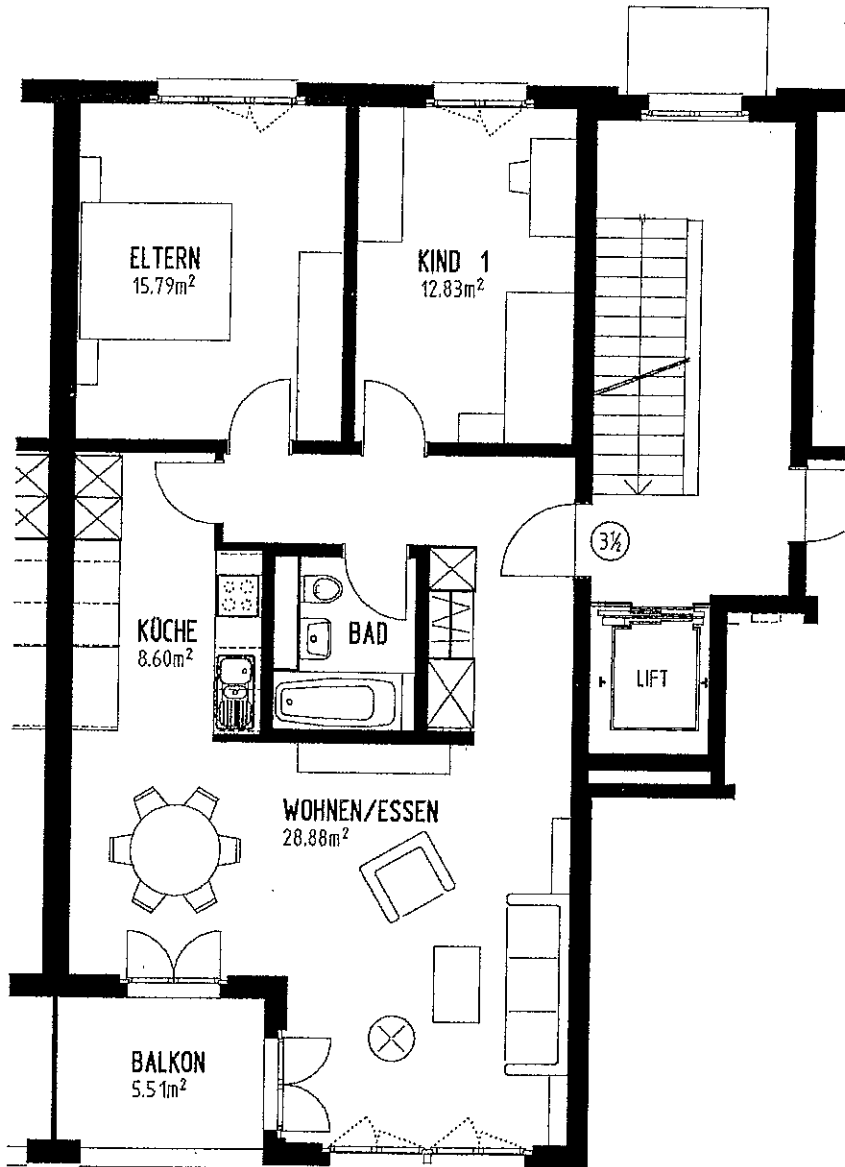 ELTERN
15.79m²
KIND 1
12.83m²
3½
KÜCHE
8.60m²
BAD
LIFT
WOHNEN/ESSEN
28.88m²
BALKON
5.51m²